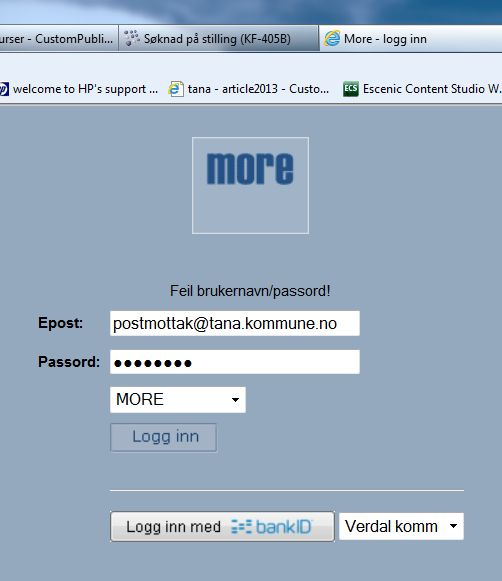 urser - CustomPubli... Søknad på stilling (KF-405B) More - logg inn
welcome to HP's support ... tana - article2013 - Custo... ECS Escenic Content Studio W.
more
Feil brukernavn/passord!
Epost: postmottak@tana.kommune.no
Passord: ●●●●●●●●
MORE
Logg inn
Logg inn med bankID Verdal komm